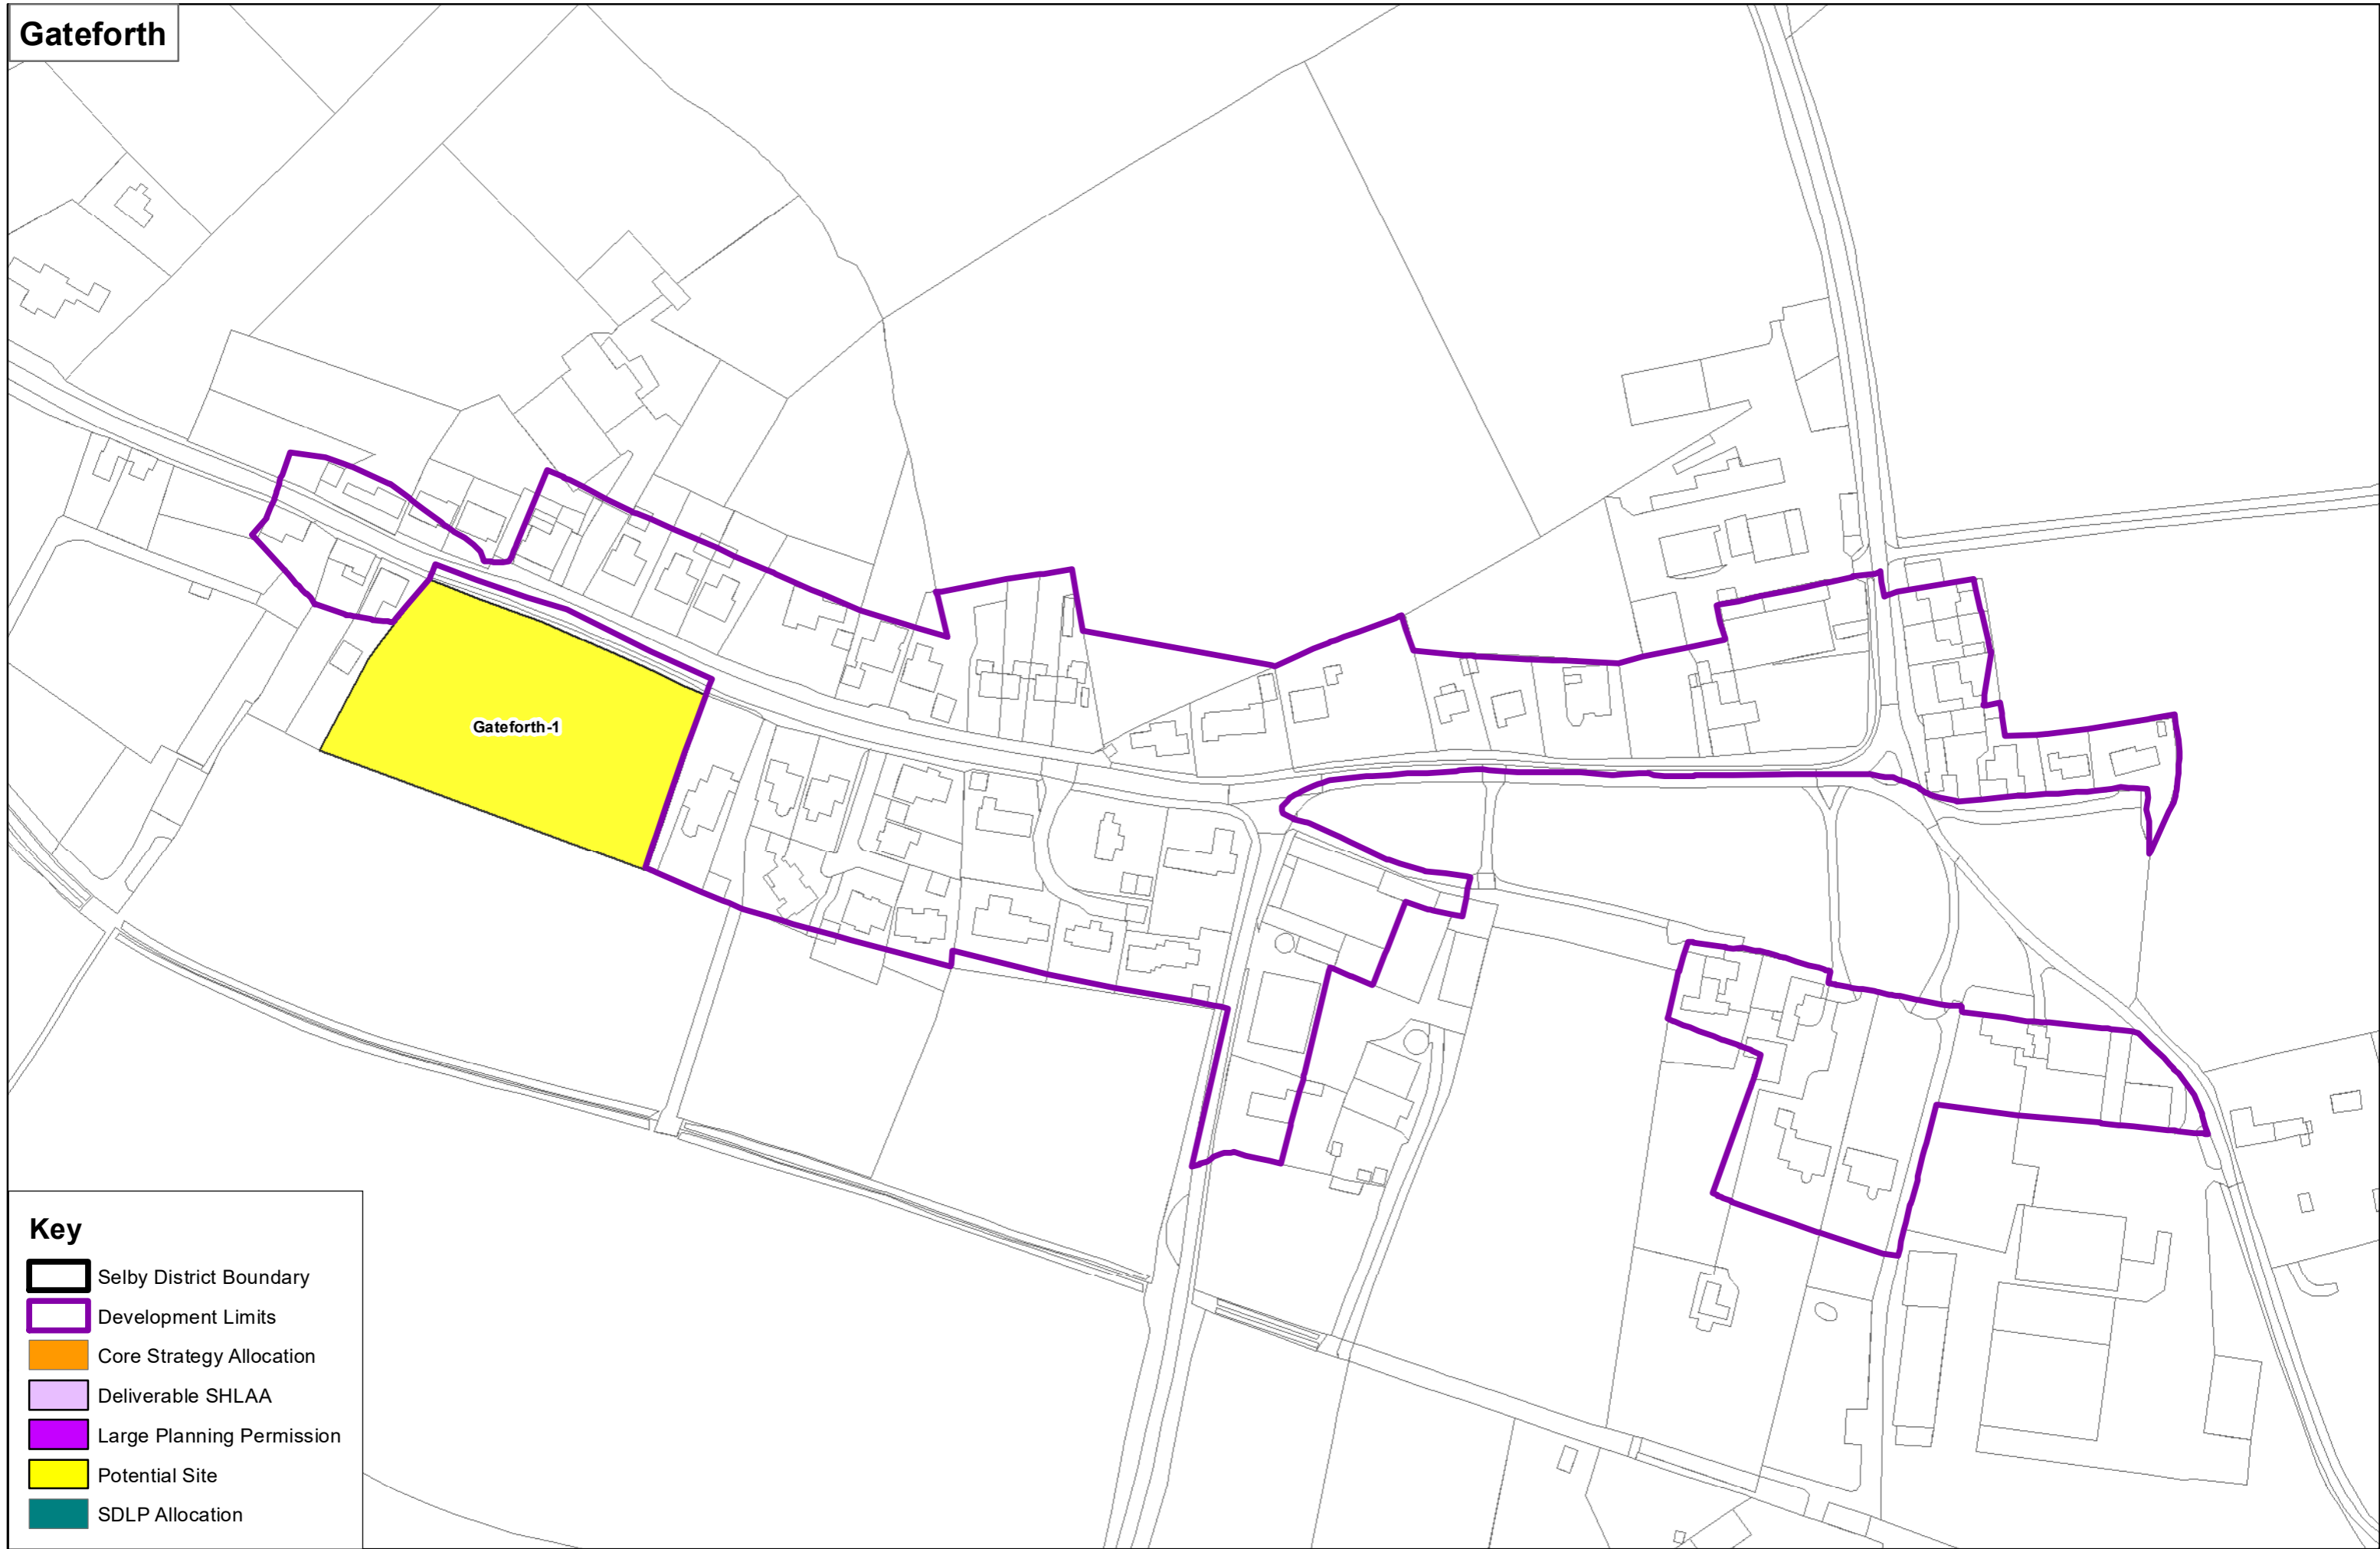 Gateforth
Gateforth-1
Key
Selby District Boundary
Development Limits
Core Strategy Allocation
Deliverable SHLAA
Large Planning Permission
Potential Site
SDLP Allocation